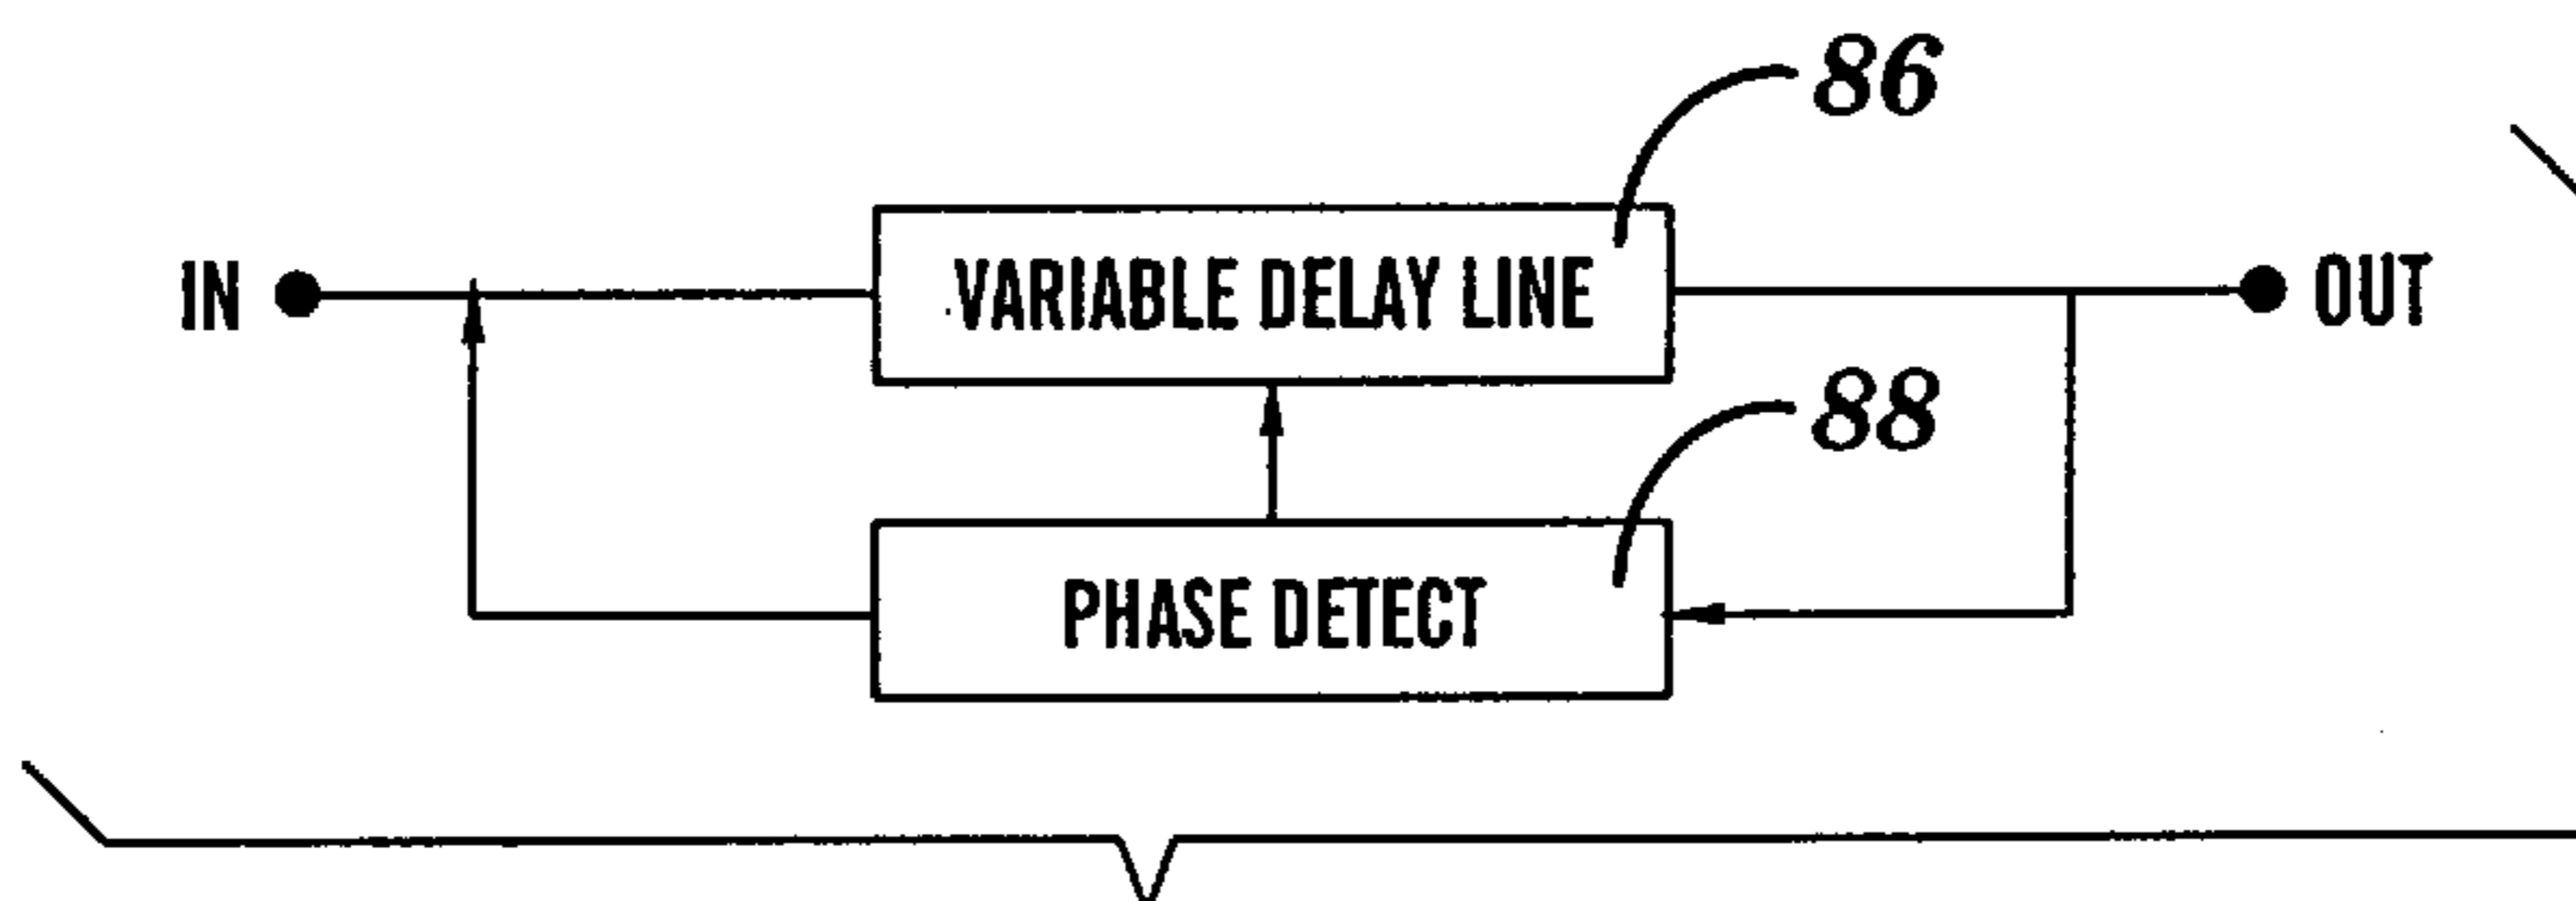 86
IN
VARIABLE DELAY LINE
OUT
88
PHASE DETECT